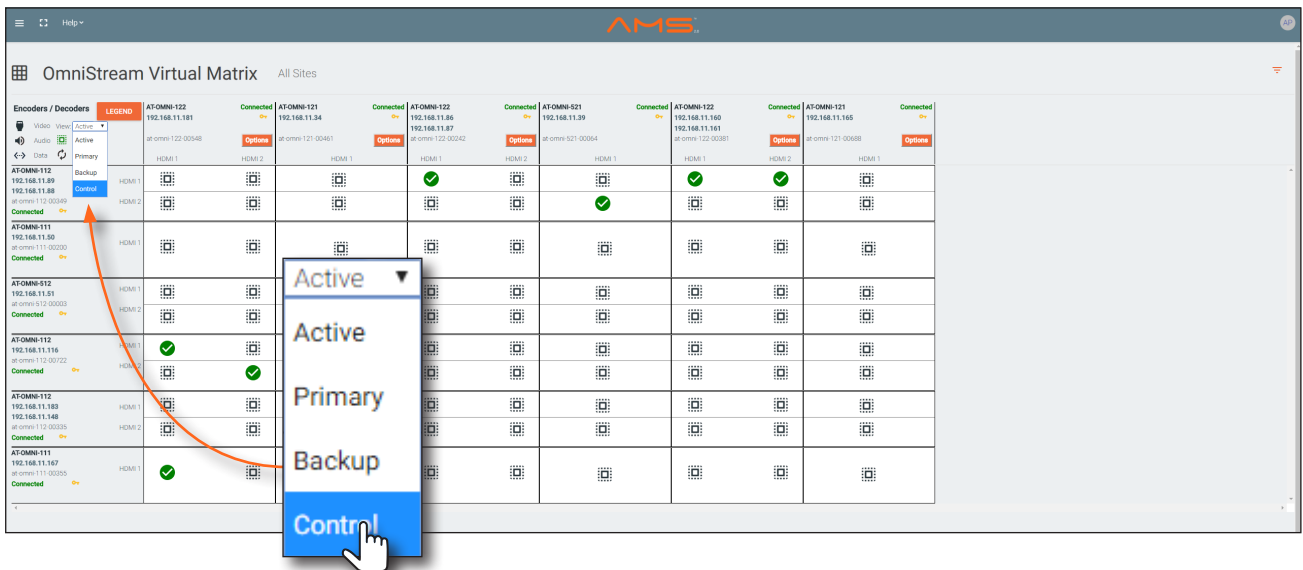 Help
AMS
AP
OmniStream Virtual Matrix All Sites
Encoders / Decoders LEGEND
Video View: Active
Audio
Data
Active
Primary
Backup
Control
AT-OMNI-122 Connected
192.168.11.181
at-omni-122-00548 Options
HDMI 1 HDMI 2
AT-OMNI-121 Connected
192.168.11.34
at-omni-121-00461 Options
HDMI 1
AT-OMNI-122 Connected
192.168.11.86
192.168.11.87
at-omni-122-00242 Options
HDMI 1 HDMI 2
AT-OMNI-521 Connected
192.168.11.39
at-omni-521-00064 Options
HDMI 1
AT-OMNI-122 Connected
192.168.11.160
192.168.11.161
at-omni-122-00381 Options
HDMI 1 HDMI 2
AT-OMNI-121 Connected
192.168.11.165
at-omni-121-00688 Options
HDMI 1
AT-OMNI-112
192.168.11.89 HDMI 1
192.168.11.88
at-omni-112-00349 HDMI 2
Connected
AT-OMNI-111
192.168.11.50
at-omni-111-00200 HDMI 1
Connected
AT-OMNI-512
192.168.11.51 HDMI 1
at-omni-512-00003
Connected HDMI 2
AT-OMNI-112
192.168.11.116 HDMI 1
at-omni-112-00722
Connected HDMI 2
AT-OMNI-112
192.168.11.183 HDMI 1
192.168.11.148
at-omni-112-00335 HDMI 2
Connected
AT-OMNI-111
192.168.11.167
at-omni-111-00355 HDMI 1
Connected
Active
Active
Primary
Backup
Control